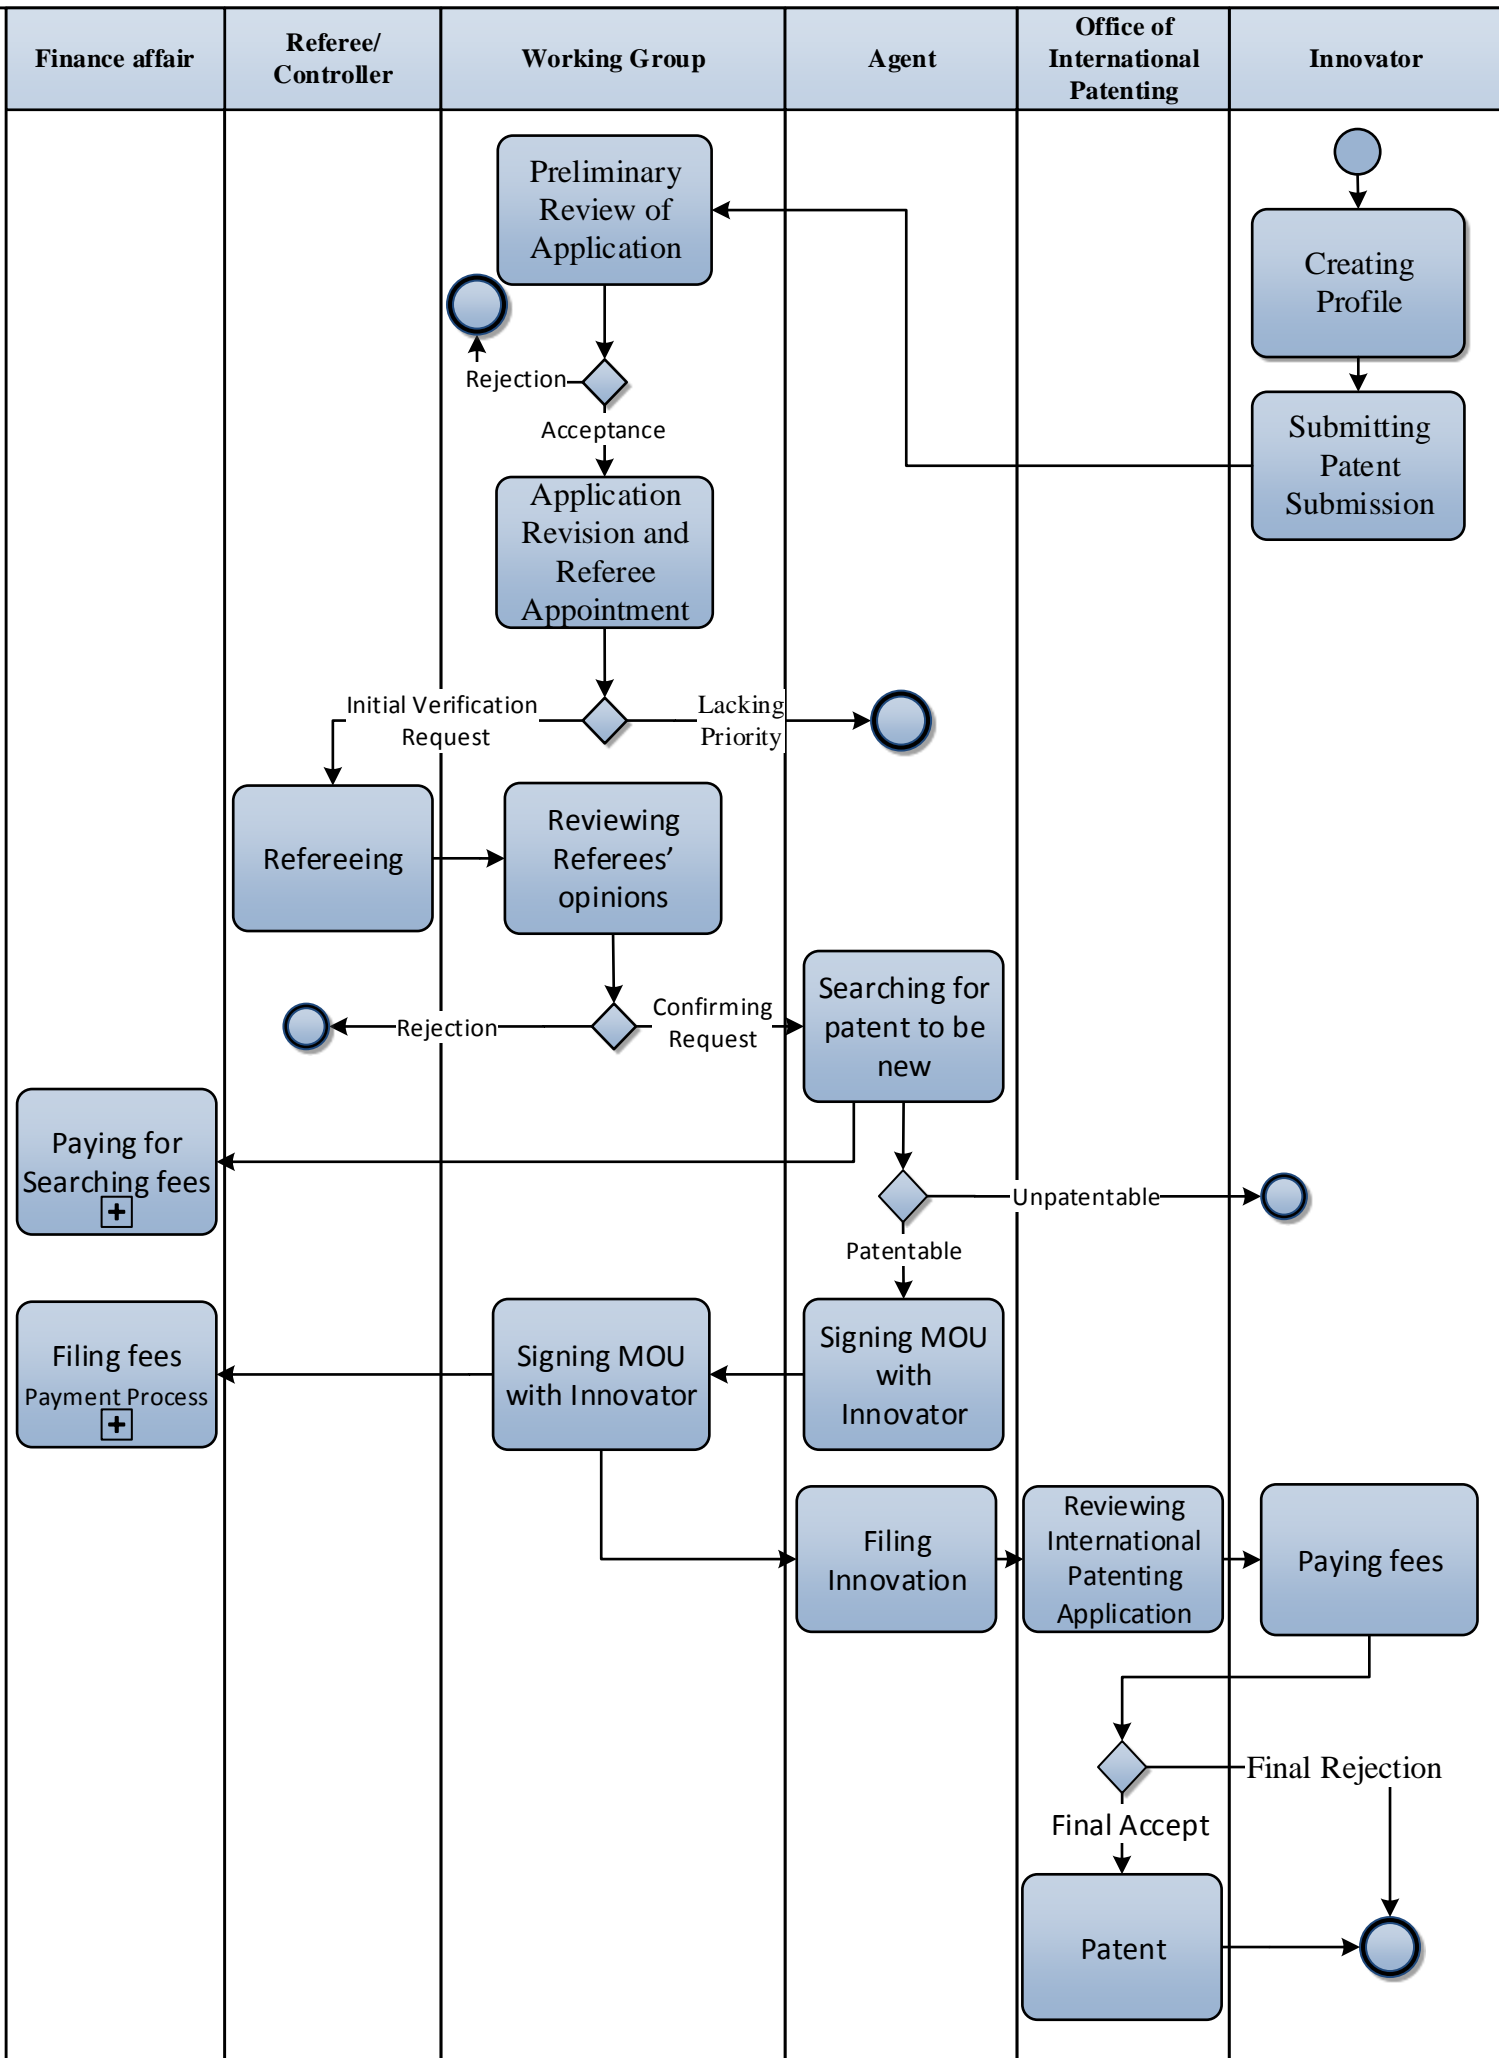 Finance affair
Referee/
Controller
Working Group
Agent
Office of
International
Patenting
Innovator
Preliminary
Review of
Application
Creating
Profile
Rejection
Acceptance
Submitting
Patent
Submission
Application
Revision and
Referee
Appointment
Initial Verification
Request
Lacking
Priority
Refereeing
Reviewing
Referees’
opinions
Searching for
patent to be
new
Rejection
Confirming
Request
Paying for
Searching fees
Unpatentable
Patentable
Filing fees
Payment Process
Signing MOU
with Innovator
Signing MOU
with
Innovator
Filing
Innovation
Reviewing
International
Patenting
Application
Paying fees
Final Rejection
Final Accept
Patent